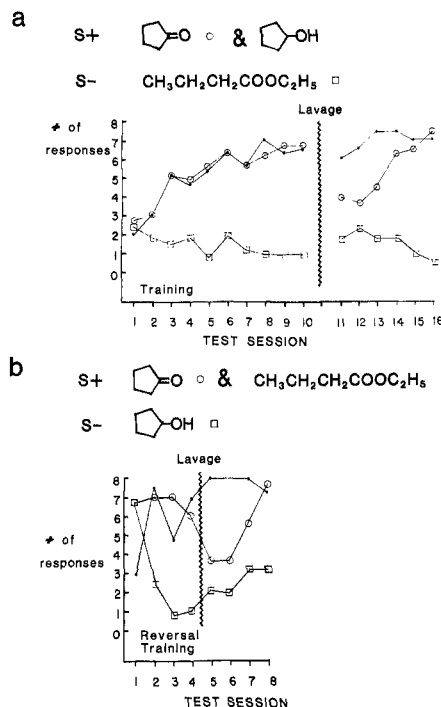 a
S+ =O ○ & OH
S- CH₃CH₂CH₂COOC₂H₅ □
Lavage
# of
responses
8
7
6
5
4
3
2
1
0
Training
1 2 3 4 5 6 7 8 9 10 11 12 13 14 15 16
TEST SESSION
b
S+ =O ○ & CH₃CH₂CH₂COOC₂H₅
S- OH □
Lavage
# of
responses
8
7
6
5
4
3
2
1
0
Reversal
Training
1 2 3 4 5 6 7 8
TEST SESSION